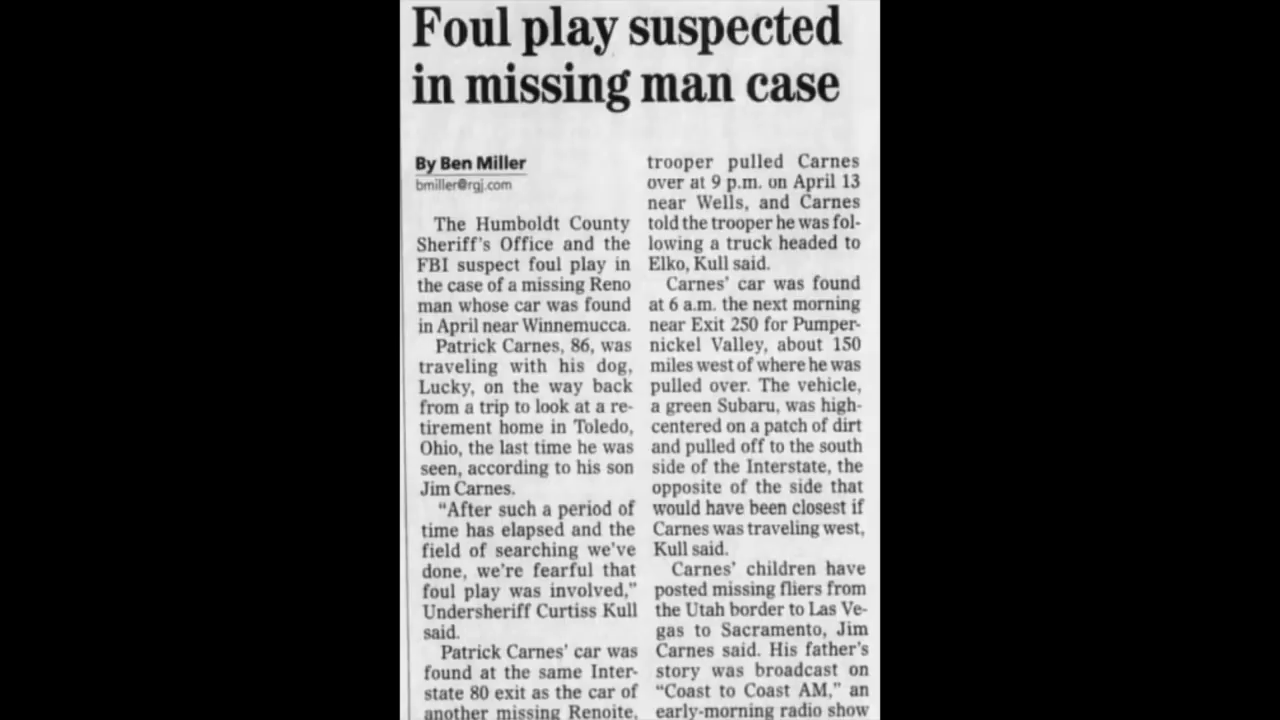 Foul play suspected
in missing man case
By Ben Miller
bmiller@rgj.com
The Humboldt County
Sheriff's Office and the
FBI suspect foul play in
the case of a missing Reno
man whose car was found
in April near Winnemucca.
Patrick Carnes, 86, was
traveling with his dog,
Lucky, on the way back
from a trip to look at a re-
tirement home in Toledo,
Ohio, the last time he was
seen, according to his son
Jim Carnes.
"After such a period of
time has elapsed and the
field of searching we've
done, we're fearful that
foul play was involved,"
Undersheriff Curtiss Kull
said.
Patrick Carnes' car was
found at the same Inter-
state 80 exit as the car of
another missing Renoite,
trooper pulled Carnes
over at 9 p.m. on April 13
near Wells, and Carnes
told the trooper he was fol-
lowing a truck headed to
Elko, Kull said.
Carnes' car was found
at 6 a.m. the next morning
near Exit 250 for Pumper-
nickel Valley, about 150
miles west of where he was
pulled over. The vehicle,
a green Subaru, was high-
centered on a patch of dirt
and pulled off to the south
side of the Interstate, the
opposite of the side that
would have been closest if
Carnes was traveling west,
Kull said.
Carnes' children have
posted missing fliers from
the Utah border to Las Ve-
gas to Sacramento, Jim
Carnes said. His father's
story was broadcast on
"Coast to Coast AM," an
early-morning radio show